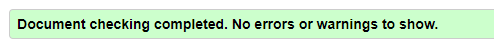 Document checking completed. No errors or warnings to show.